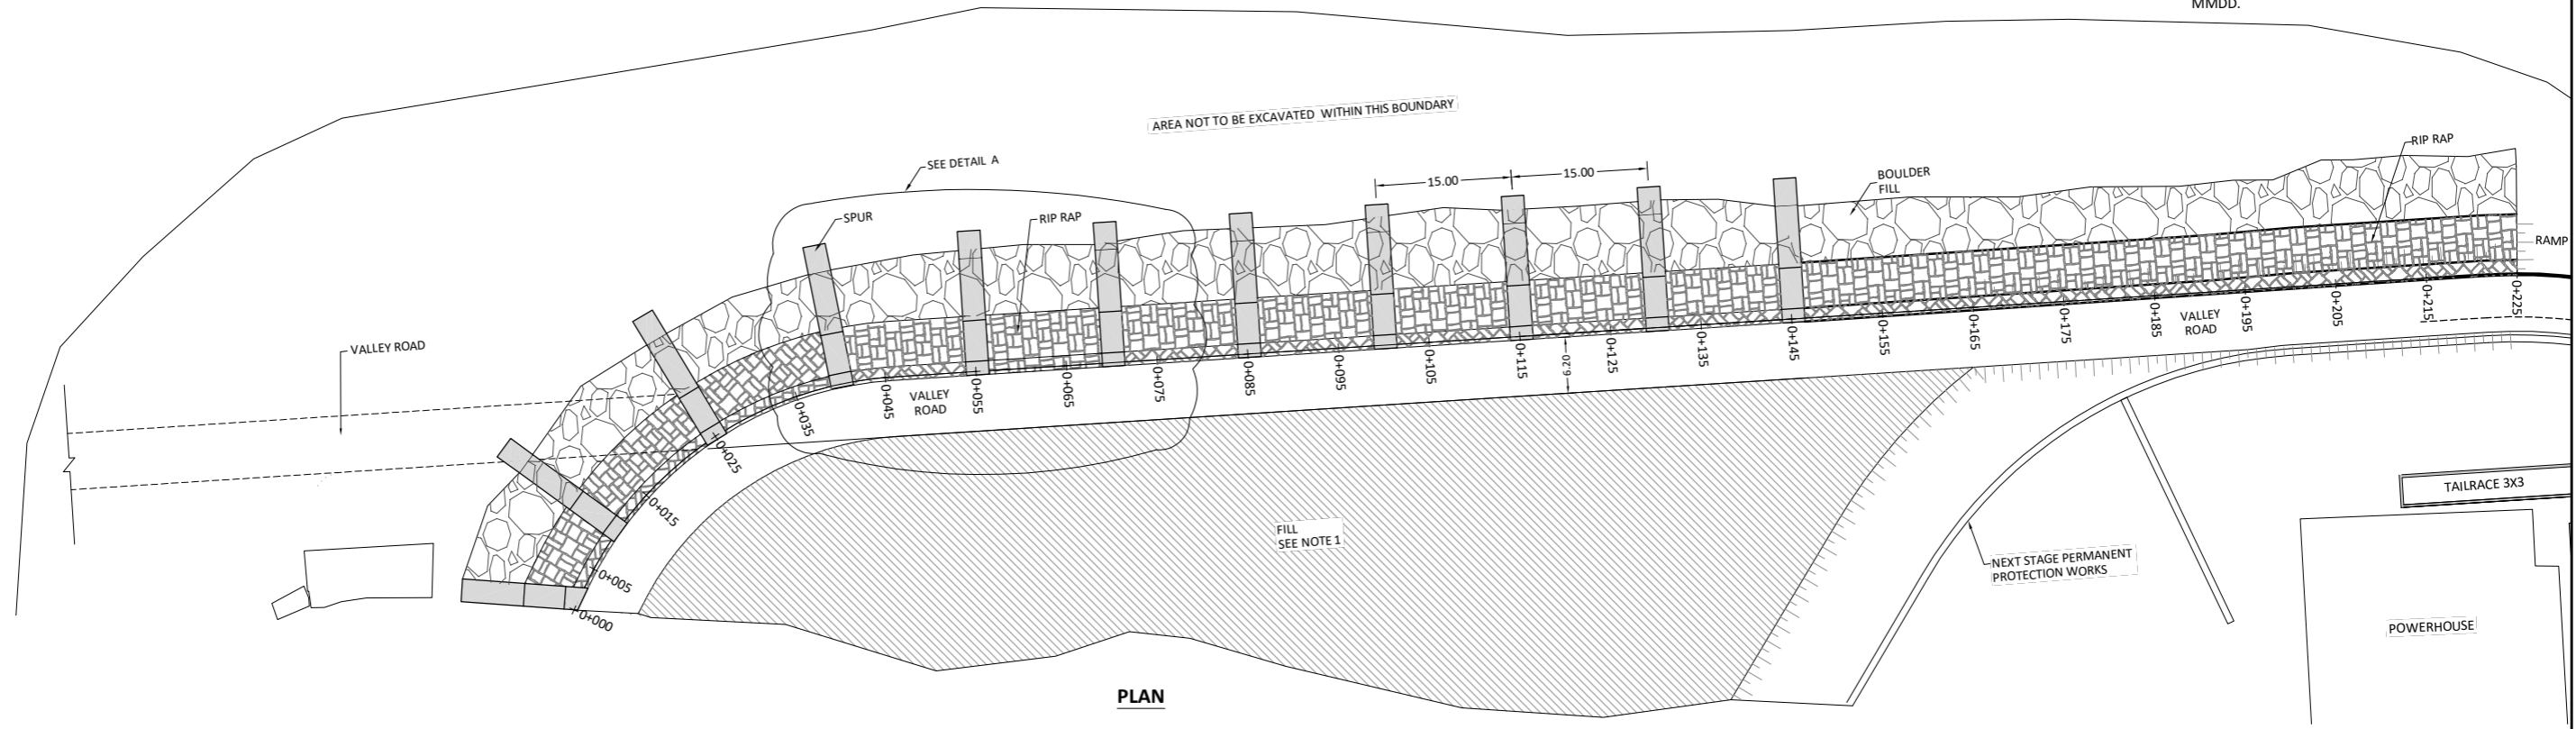 MMDD.
AREA NOT TO BE EXCAVATED WITHIN THIS BOUNDARY
SEE DETAIL A
RIP RAP
15.00
15.00
BOULDER
FILL
SPUR
RIP RAP
RAMP
VALLEY ROAD
VALLEY
ROAD
VALLEY
ROAD
6.20
0+000
0+005
0+015
0+025
0+035
0+045
0+055
0+065
0+075
0+085
0+095
0+105
0+115
0+125
0+135
0+145
0+155
0+165
0+175
0+185
0+195
0+205
0+215
0+225
FILL
SEE NOTE 1
NEXT STAGE PERMANENT
PROTECTION WORKS
TAILRACE 3X3
POWERHOUSE
PLAN